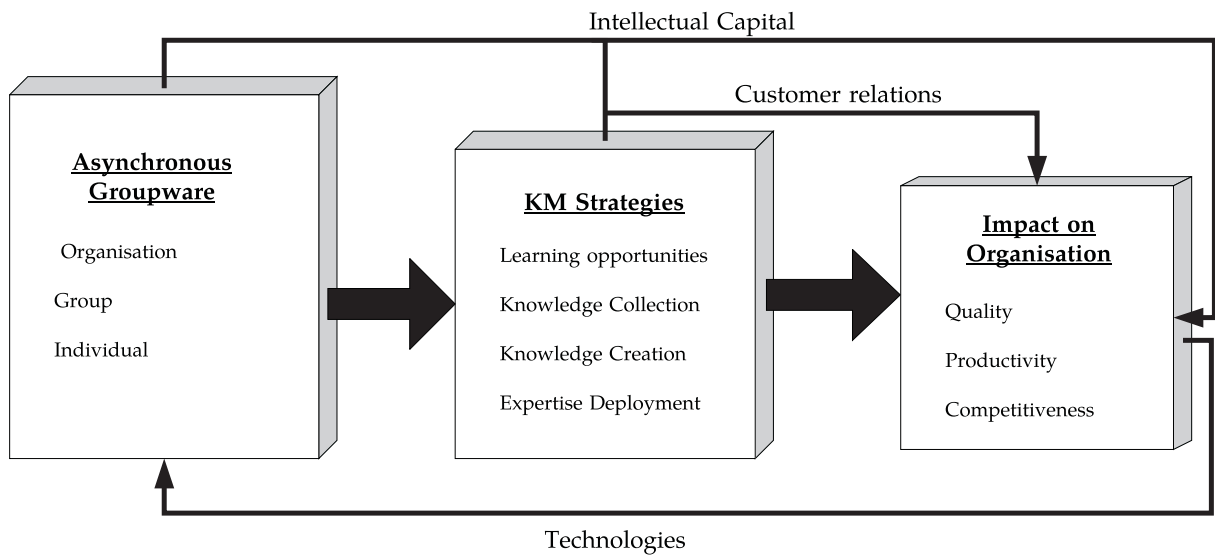 Intellectual Capital
Customer relations
Asynchronous
Groupware
Organisation
Group
Individual
KM Strategies
Learning opportunities
Knowledge Collection
Knowledge Creation
Expertise Deployment
Impact on
Organisation
Quality
Productivity
Competitiveness
Technologies